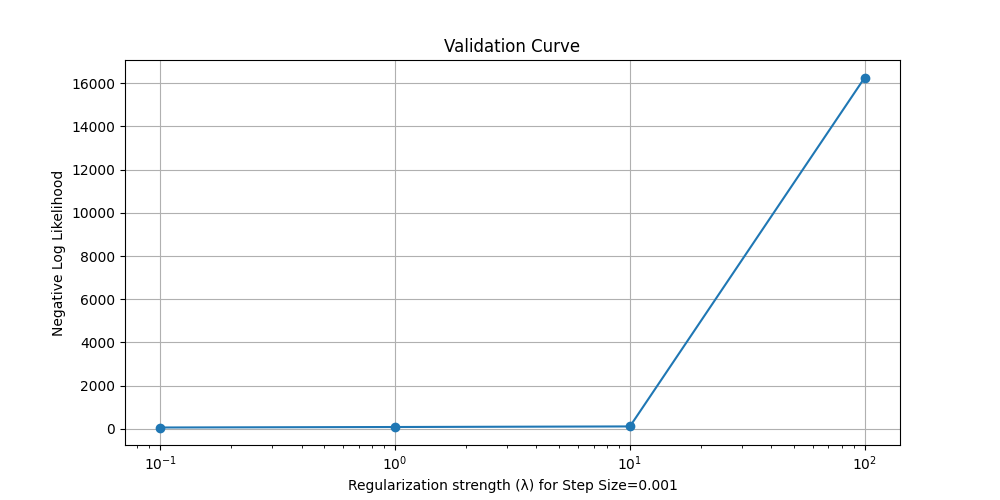 Validation Curve
Negative Log Likelihood
16000
14000
12000
10000
8000
6000
4000
2000
0
10⁻¹ 10⁰ 10¹ 10²
Regularization strength (λ) for Step Size=0.001